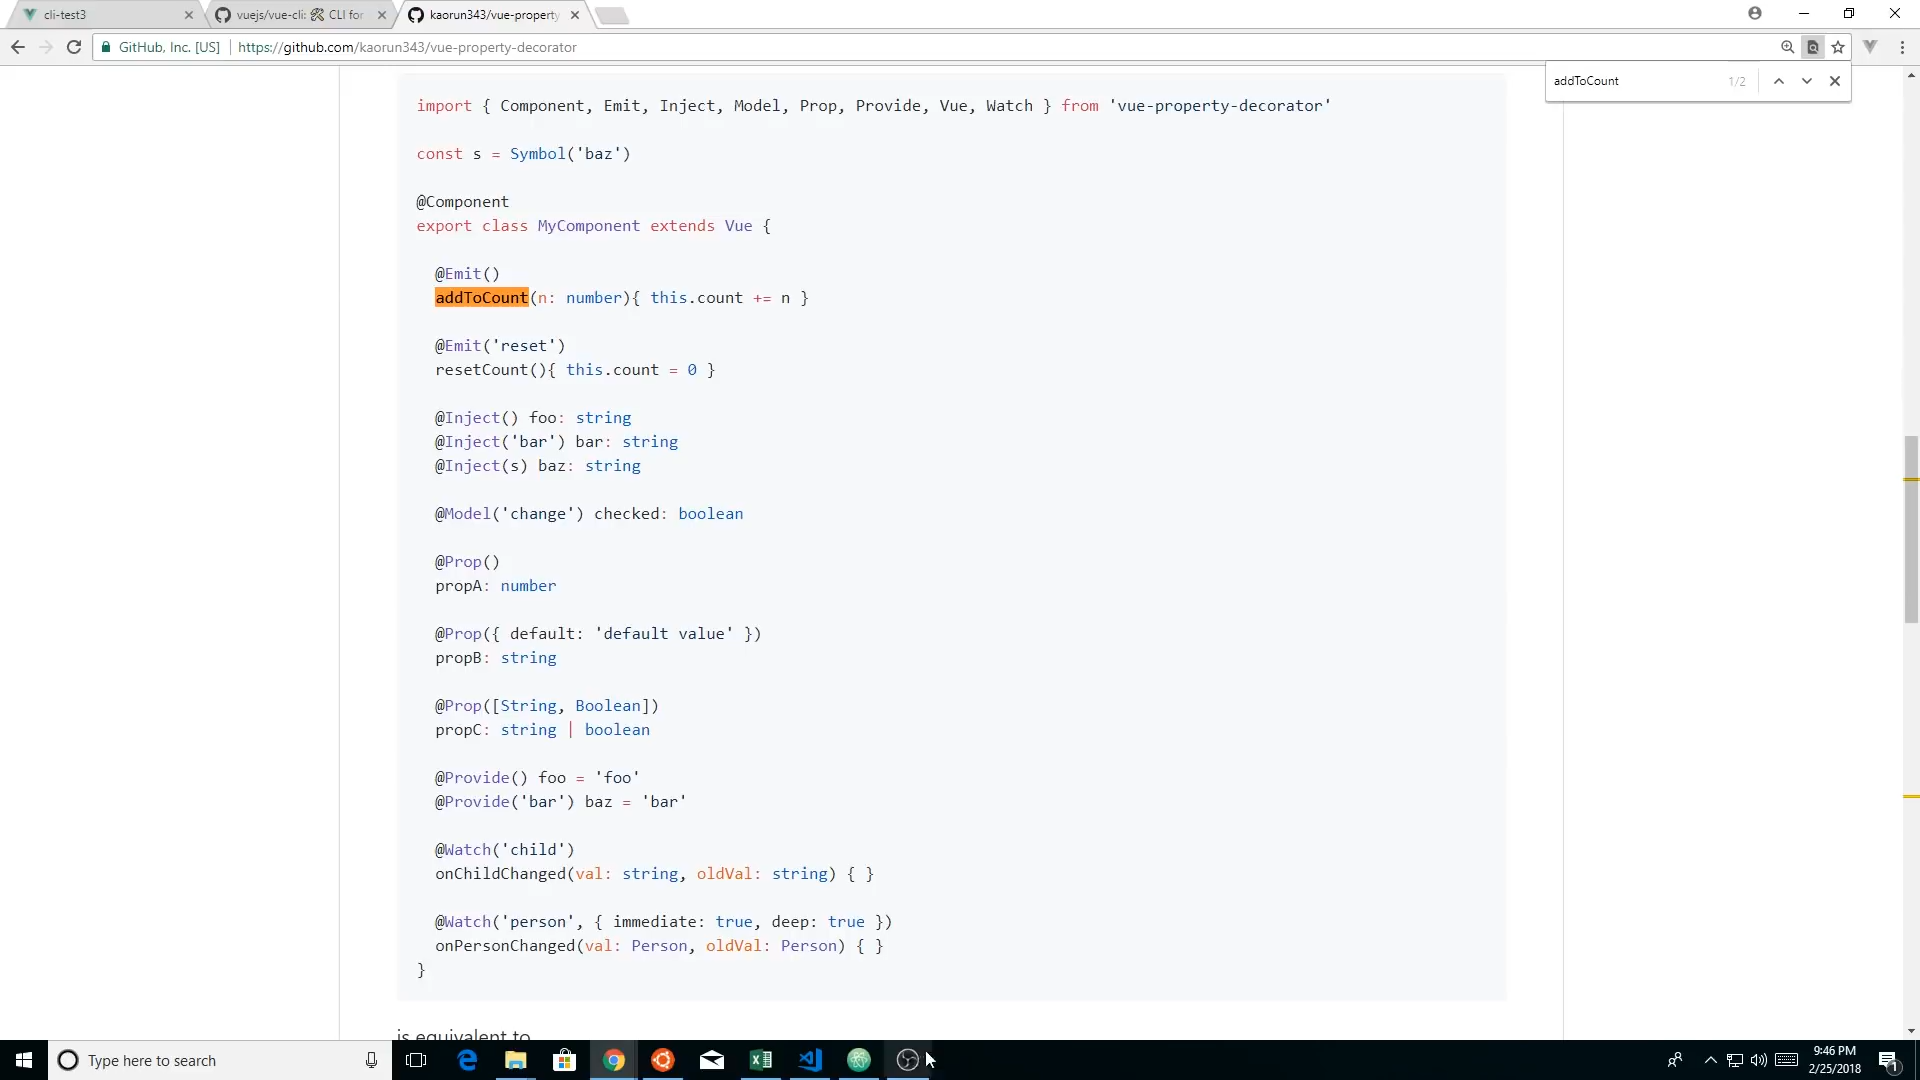 cli-test3
vuejs/vue-cli: 🛠 CLI for
kaorun343/vue-property
GitHub, Inc. [US]
https://github.com/kaorun343/vue-property-decorator
addToCount
1/2
import { Component, Emit, Inject, Model, Prop, Provide, Vue, Watch } from 'vue-property-decorator'
const s = Symbol('baz')
@Component
export class MyComponent extends Vue {
@Emit()
addToCount(n: number){ this.count += n }
@Emit('reset')
resetCount(){ this.count = 0 }
@Inject() foo: string
@Inject('bar') bar: string
@Inject(s) baz: string
@Model('change') checked: boolean
@Prop()
propA: number
@Prop({ default: 'default value' })
propB: string
@Prop([String, Boolean])
propC: string | boolean
@Provide() foo = 'foo'
@Provide('bar') baz = 'bar'
@Watch('child')
onChildChanged(val: string, oldVal: string) { }
@Watch('person', { immediate: true, deep: true })
onPersonChanged(val: Person, oldVal: Person) { }
}
is equivalent to
Type here to search
9:46 PM
2/25/2018
1